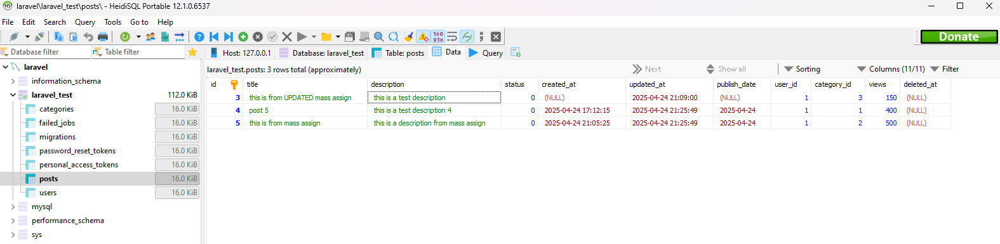 HS laravel\laravel_test\posts\ - HeidiSQL Portable 12.1.0.6537
File Edit Search Query Tools Go to Help
Donate
Database filter Table filter Host: 127.0.0.1 Database: laravel_test Table: posts Data Query
laravel laravel_test.posts: 3 rows total (approximately) Next Show all Sorting Columns (11/11) Filter
information_schema
laravel_test 112.0 KiB
categories 16.0 KiB
failed_jobs 16.0 KiB
migrations 16.0 KiB
password_reset_tokens 16.0 KiB
personal_access_tokens 16.0 KiB
posts 16.0 KiB
users 16.0 KiB
mysql
performance_schema
sys
id title description status created_at updated_at publish_date user_id category_id views deleted_at
3 this is from UPDATED mass assign this is a test description 0 (NULL) 2025-04-24 21:09:00 (NULL) 1 3 150 (NULL)
4 post 5 this is a test description 4 0 2025-04-24 17:12:15 2025-04-24 21:25:49 2025-04-24 1 1 400 (NULL)
5 this is from mass assign this is a description from mass assign 0 2025-04-24 21:05:25 2025-04-24 21:25:49 2025-04-24 1 2 500 (NULL)